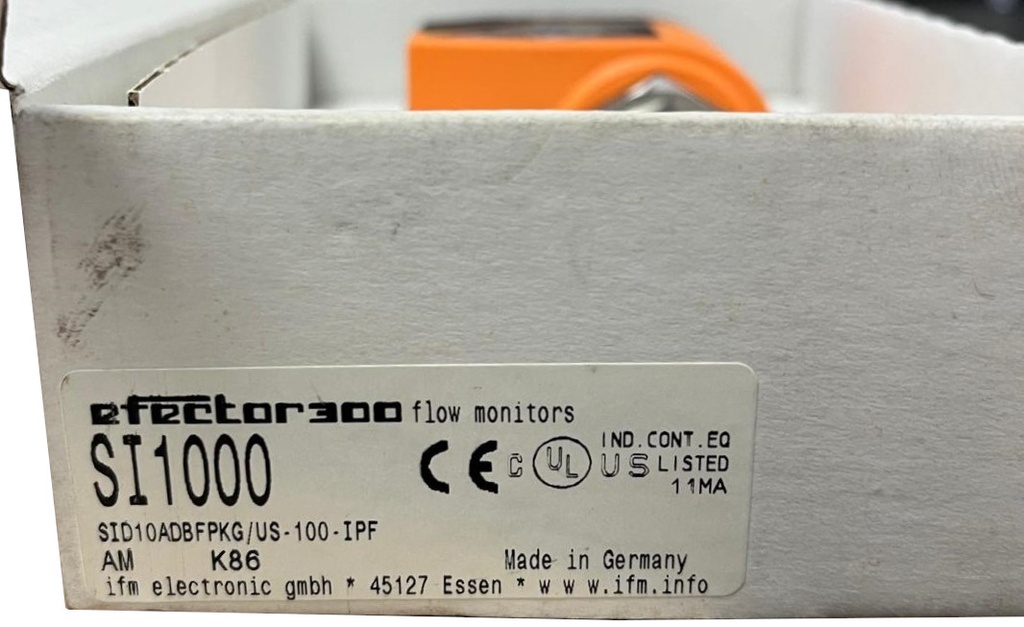 efector300 flow monitors
SI1000
CE C UL US IND.CONT.EQ
LISTED
11MA
SID10ADBFPKG/US-100-IPF
AM K86 Made in Germany
ifm electronic gmbh * 45127 Essen * w w w.ifm.info